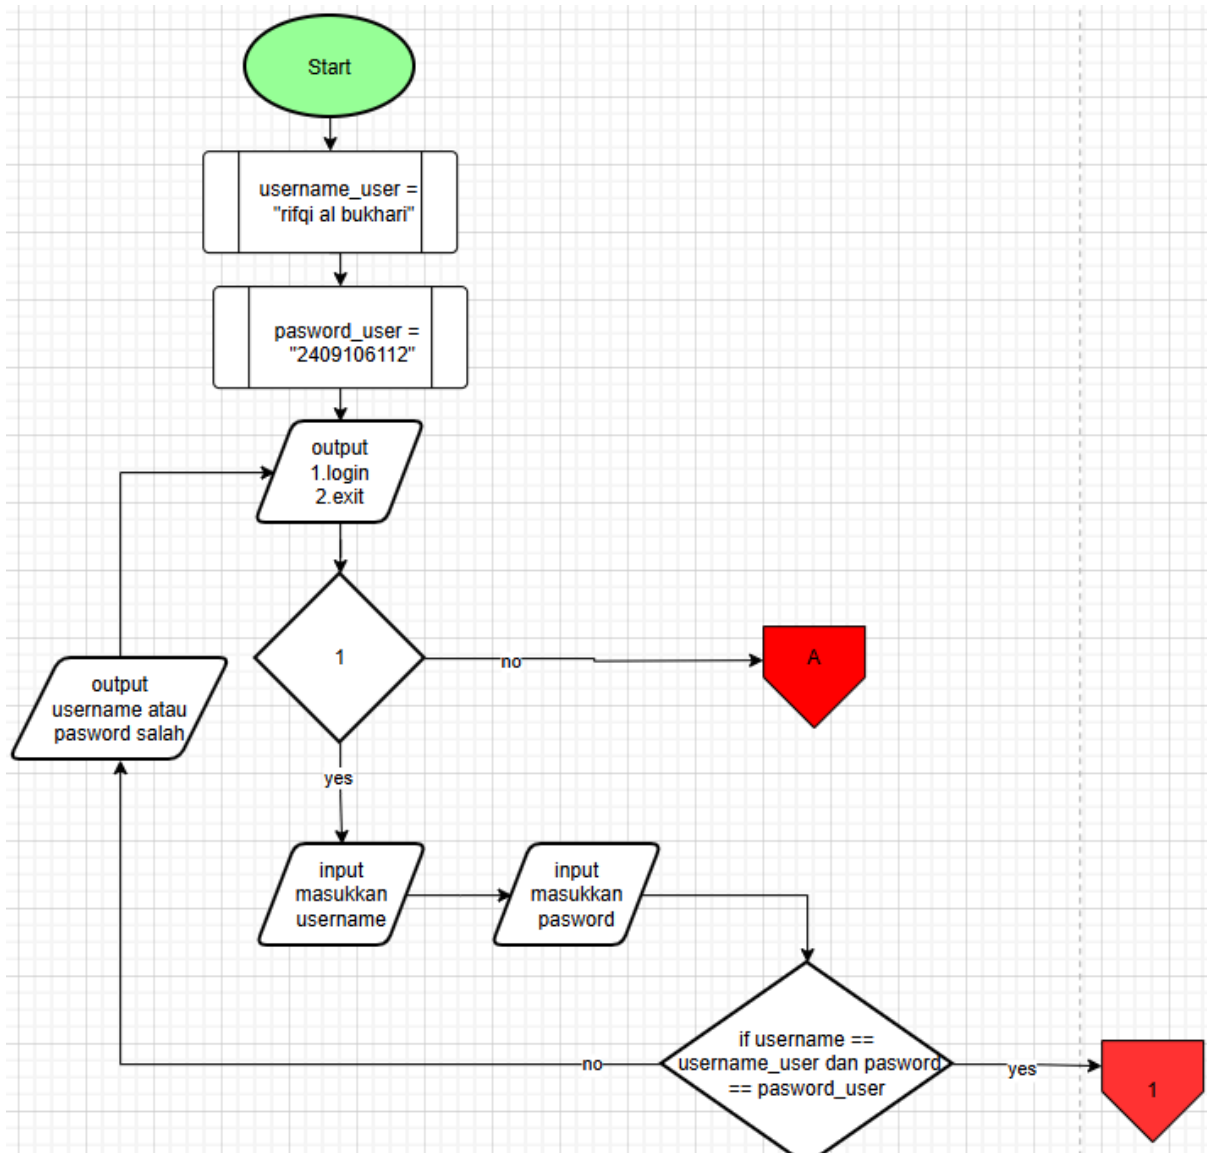 Start
username_user =
"rifqi al bukhari"
pasword_user =
"2409106112"
output
1.login
2.exit
1
no
A
output
username atau
pasword salah
yes
input
masukkan
username
input
masukkan
pasword
if username ==
username_user dan pasword
== pasword_user
no
yes
1